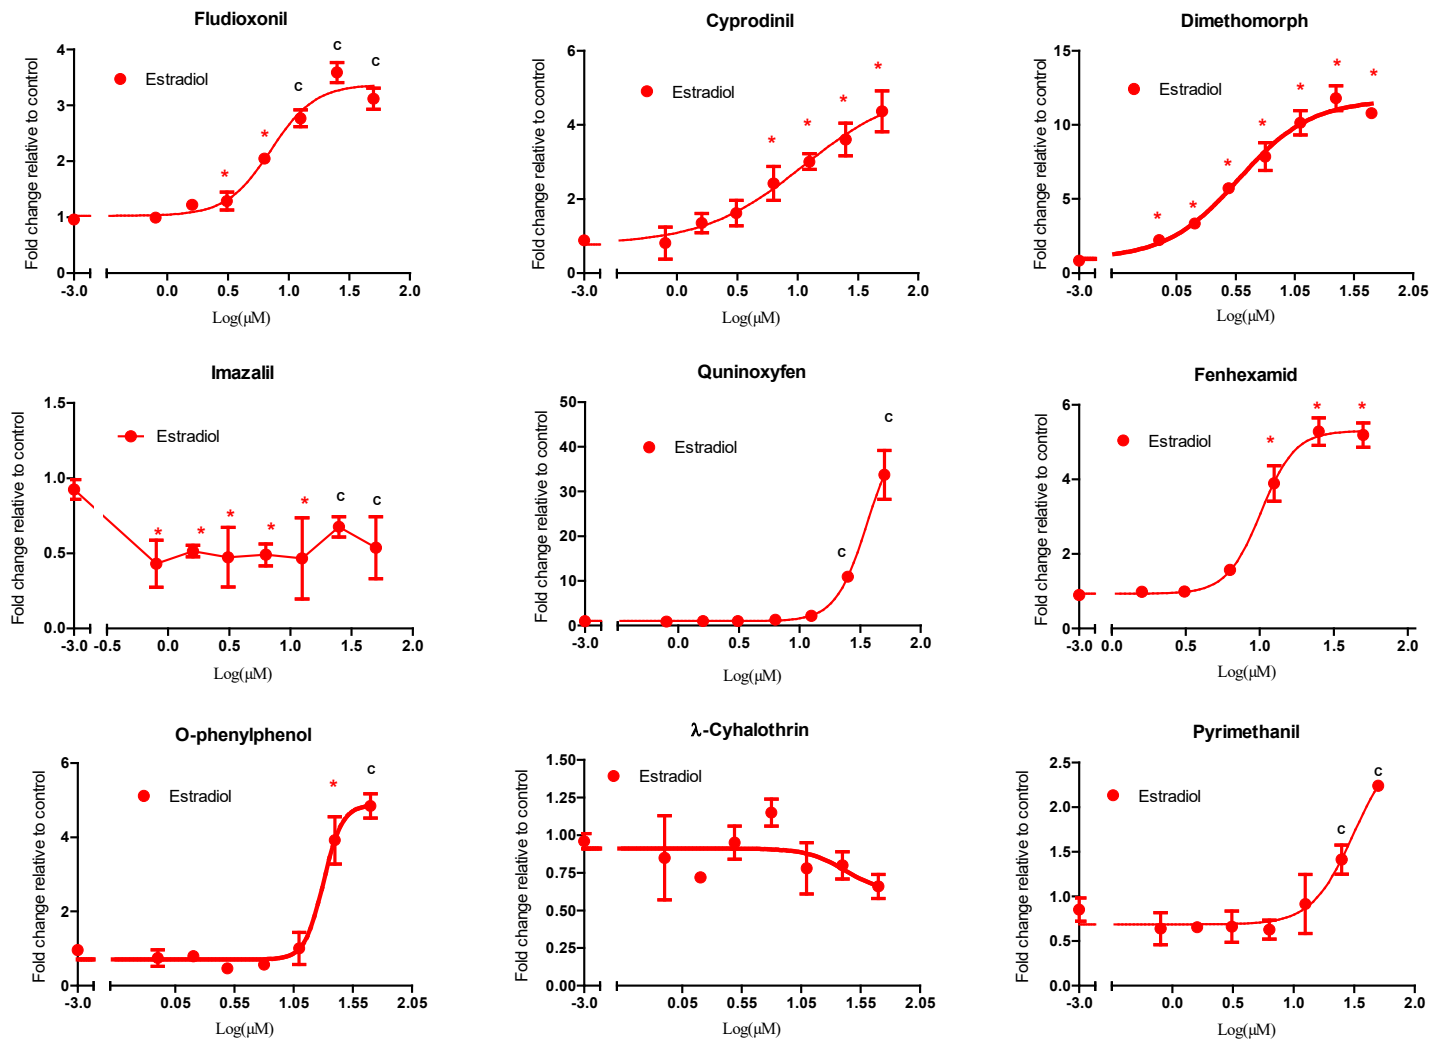 Fludioxonil
Fold change relative to control
4
3
2
1
0
Estradiol
* * c c c
-3.0 0.0 0.5 1.0 1.5 2.0
Log(μM)
Cyprodinil
Fold change relative to control
6
4
2
0
Estradiol
* * * *
-3.0 0.0 0.5 1.0 1.5 2.0
Log(μM)
Dimethomorph
Fold change relative to control
15
10
5
0
Estradiol
* * * * * * *
-3.0 0.05 0.55 1.05 1.55 2.05
Log(μM)
Imazalil
Fold change relative to control
1.5
1.0
0.5
0.0
Estradiol
* * * * * c c
-3.0 -0.5 0.0 0.5 1.0 1.5 2.0
Log(μM)
Quninoxyfen
Fold change relative to control
50
40
30
20
10
0
Estradiol
c c
-3.0 0.0 0.5 1.0 1.5 2.0
Log(μM)
Fenhexamid
Fold change relative to control
6
4
2
0
Estradiol
* * *
-3.0 0.0 0.5 1.0 1.5 2.0
Log(μM)
O-phenylphenol
Fold change relative to control
6
4
2
0
Estradiol
* c
-3.0 0.05 0.55 1.05 1.55 2.05
Log(μM)
λ-Cyhalothrin
Fold change relative to control
1.50
1.25
1.00
0.75
0.50
0.25
0.00
Estradiol
-3.0 0.05 0.55 1.05 1.55 2.05
Log(μM)
Pyrimethanil
Fold change relative to control
2.5
2.0
1.5
1.0
0.5
0.0
Estradiol
c c
-3.0 0.0 0.5 1.0 1.5 2.0
Log(μM)